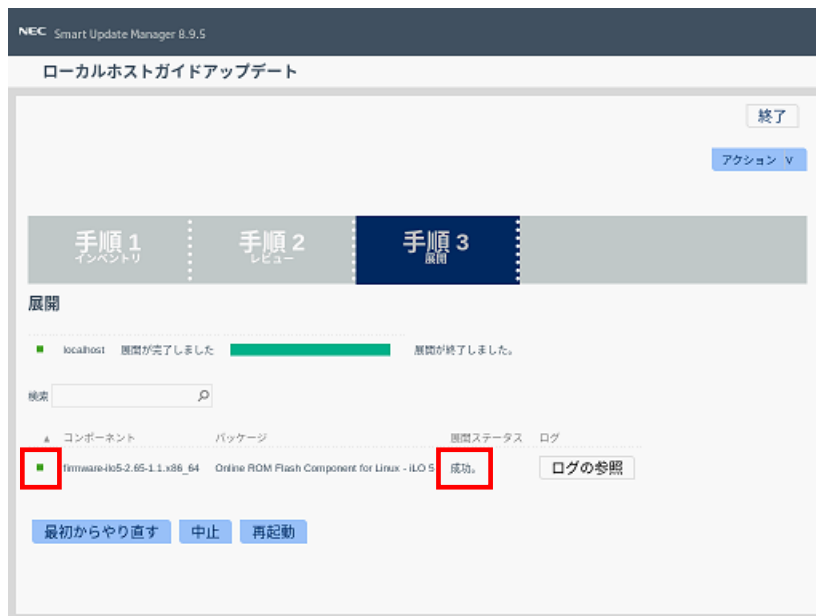 NEC Smart Update Manager 8.9.5
ローカルホストガイドアップデート
終了
アクション ∨
手順 1 手順 2 手順 3
インベントリ レビュー 展開
展開
localhost 展開が完了しました 展開が終了しました。
検索
▲ コンポーネント パッケージ 展開ステータス ログ
firmware-ilo5-2.65-1.1.x86_64 Online ROM Flash Component for Linux - iLO 5 成功。 ログの参照
最初からやり直す 中止 再起動